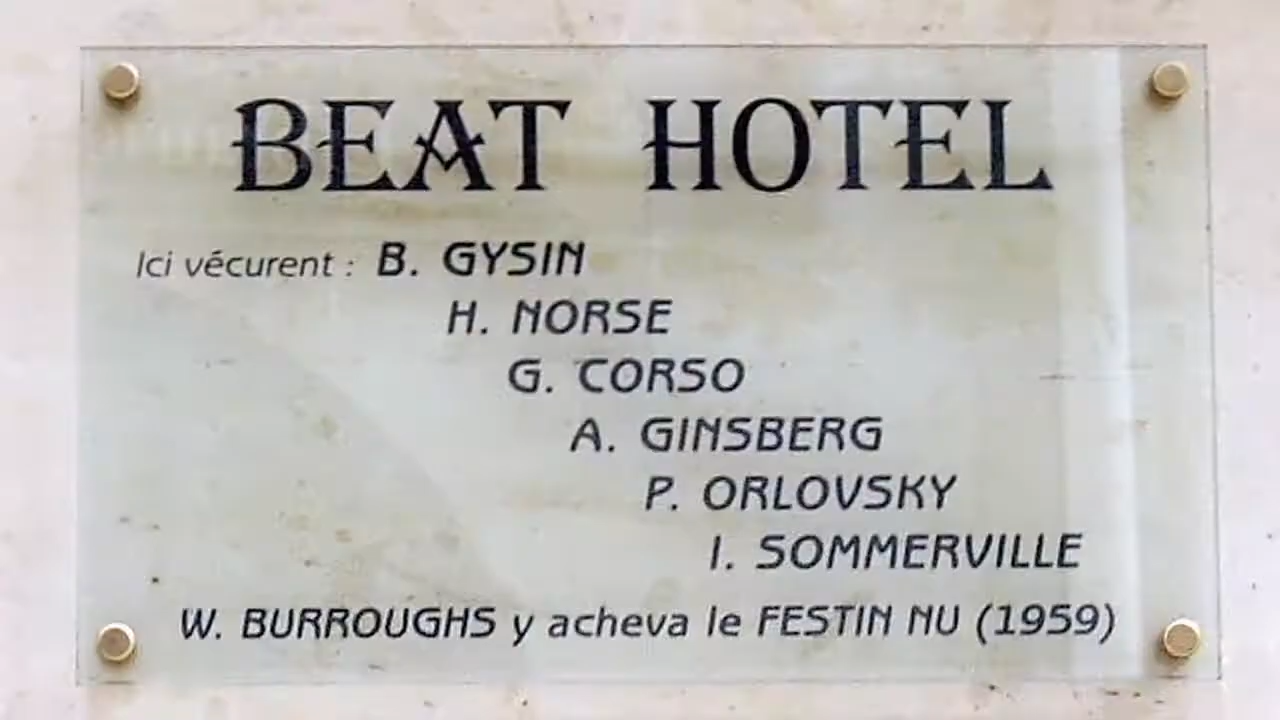 BEAT HOTEL
Ici vécurent : B. GYSIN
H. NORSE
G. CORSO
A. GINSBERG
P. ORLOVSKY
I. SOMMERVILLE
W. BURROUGHS y acheva le FESTIN NU (1959)